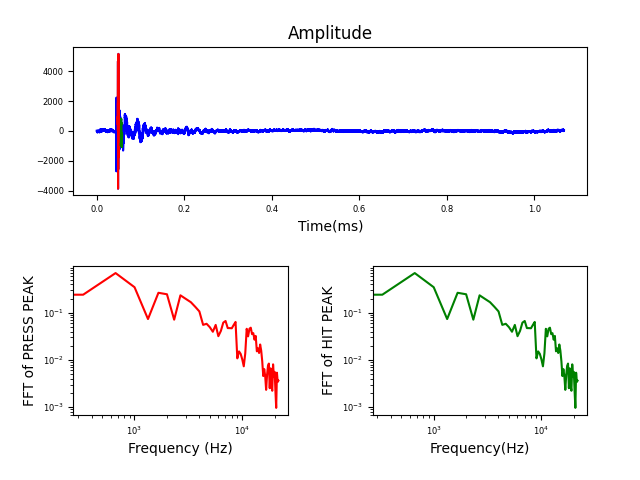 Amplitude
4000
2000
0
−2000
−4000
0.0 0.2 0.4 0.6 0.8 1.0
Time(ms)
FFT of PRESS PEAK
10⁻¹
10⁻²
10⁻³
10³ 10⁴
Frequency (Hz)
FFT of HIT PEAK
10⁻¹
10⁻²
10⁻³
10³ 10⁴
Frequency(Hz)